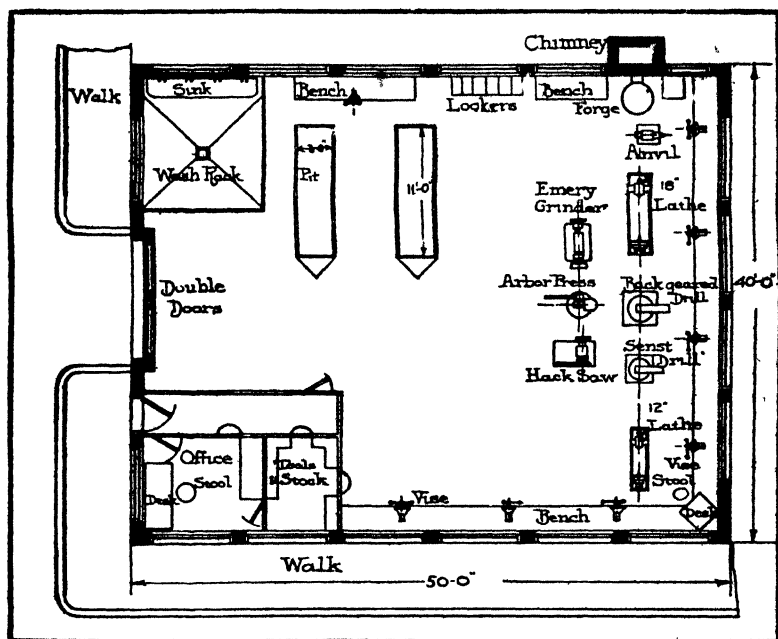 Chimney
Walk
Sink
Bench
Lockers
Bench
Forge
Wash Rack
Pit
11'-0"
Anvil
18"
Lathe
Emery
Grinder
Double
Doors
Arbor Press
Back geared
Drill
40'-0"
Senst
Drill
Hack Saw
12"
Lathe
Office
Stool
Desk
Tools
Stock
Vise
Bench
Vise
Stool
Desk
Walk
50-0"